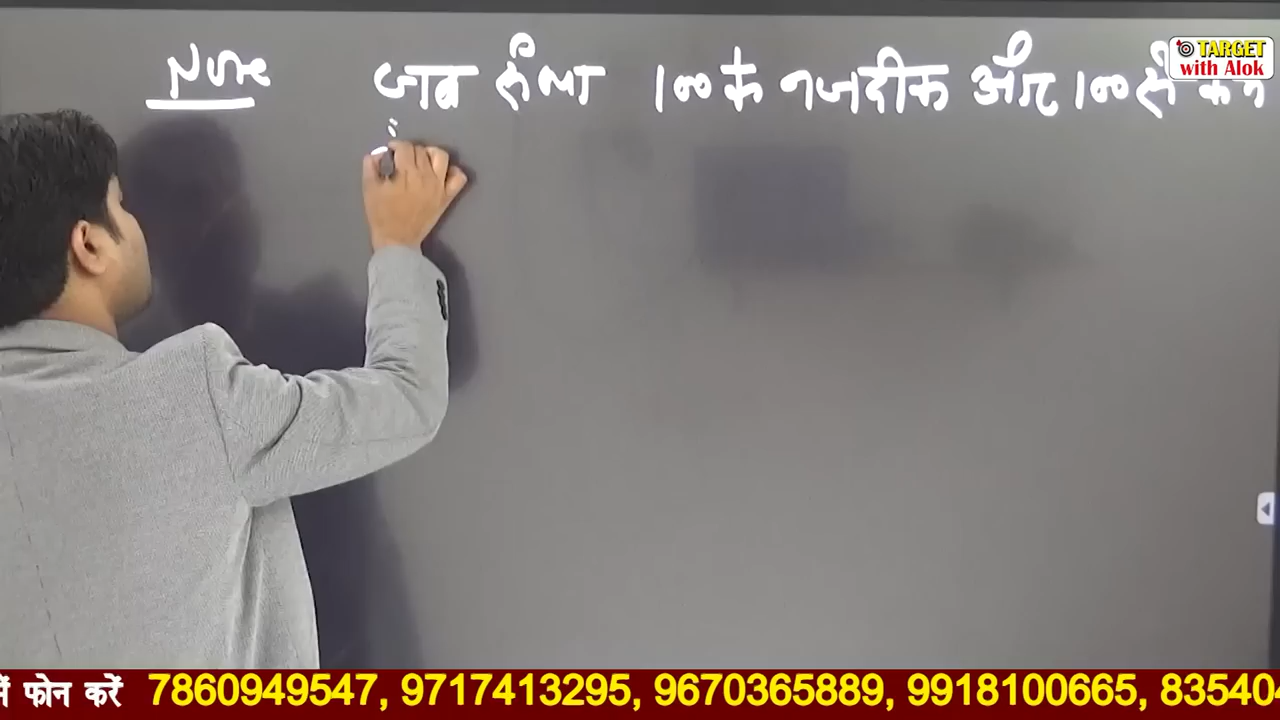 Note जब संख्या 100 के नजदीक और 100 से कम
TARGET
with Alok
में फोन करें 7860949547, 9717413295, 9670365889, 9918100665, 835404